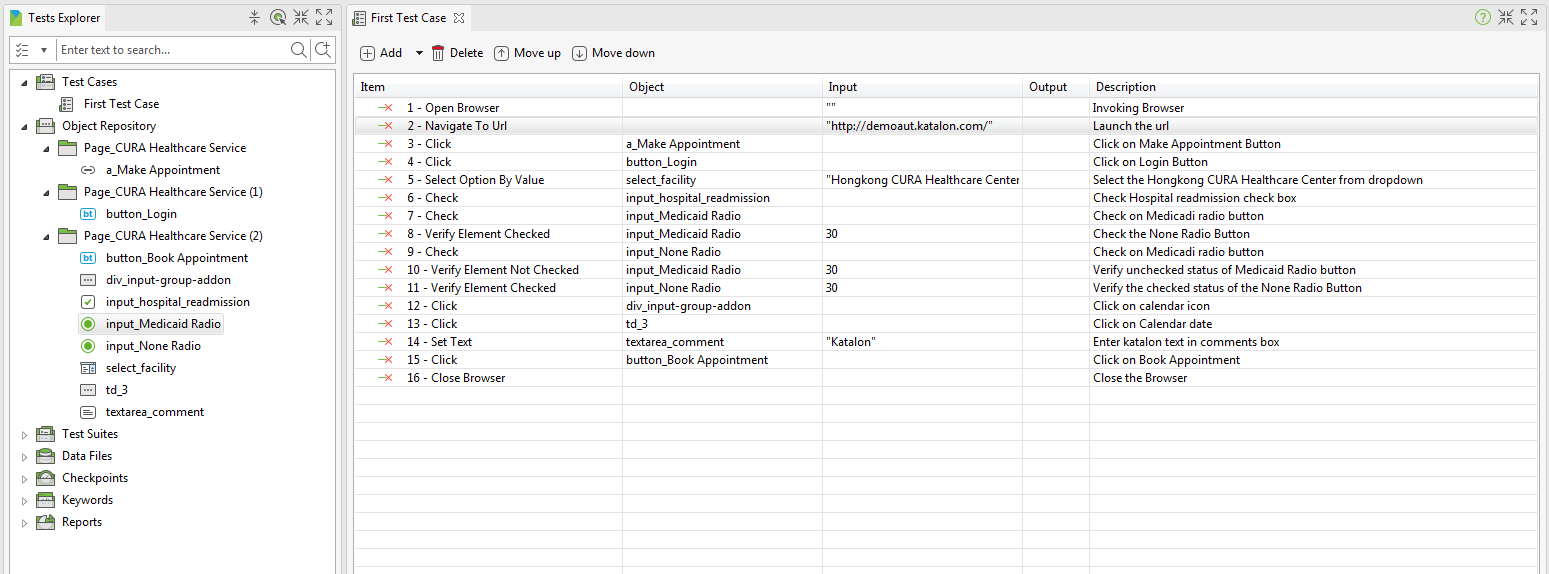 Tests Explorer
Enter text to search...
Test Cases
First Test Case
Object Repository
Page_CURA Healthcare Service
a_Make Appointment
Page_CURA Healthcare Service (1)
bt button_Login
Page_CURA Healthcare Service (2)
bt button_Book Appointment
div_input-group-addon
input_hospital_readmission
input_Medicaid Radio
input_None Radio
select_facility
td_3
textarea_comment
Test Suites
Data Files
Checkpoints
Keywords
Reports
First Test Case
Add Delete Move up Move down
Item Object Input Output Description
1 - Open Browser "" Invoking Browser
2 - Navigate To Url "http://demoaut.katalon.com/" Launch the url
3 - Click a_Make Appointment Click on Make Appointment Button
4 - Click button_Login Click on Login Button
5 - Select Option By Value select_facility "Hongkong CURA Healthcare Center Select the Hongkong CURA Healthcare Center from dropdown
6 - Check input_hospital_readmission Check Hospital readmission check box
7 - Check input_Medicaid Radio Check on Medicadi radio button
8 - Verify Element Checked input_Medicaid Radio 30 Check the None Radio Button
9 - Check input_None Radio Check on Medicadi radio button
10 - Verify Element Not Checked input_Medicaid Radio 30 Verify unchecked status of Medicaid Radio button
11 - Verify Element Checked input_None Radio 30 Verify the checked status of the None Radio Button
12 - Click div_input-group-addon Click on calendar icon
13 - Click td_3 Click on Calendar date
14 - Set Text textarea_comment "Katalon" Enter katalon text in comments box
15 - Click button_Book Appointment Click on Book Appointment
16 - Close Browser Close the Browser